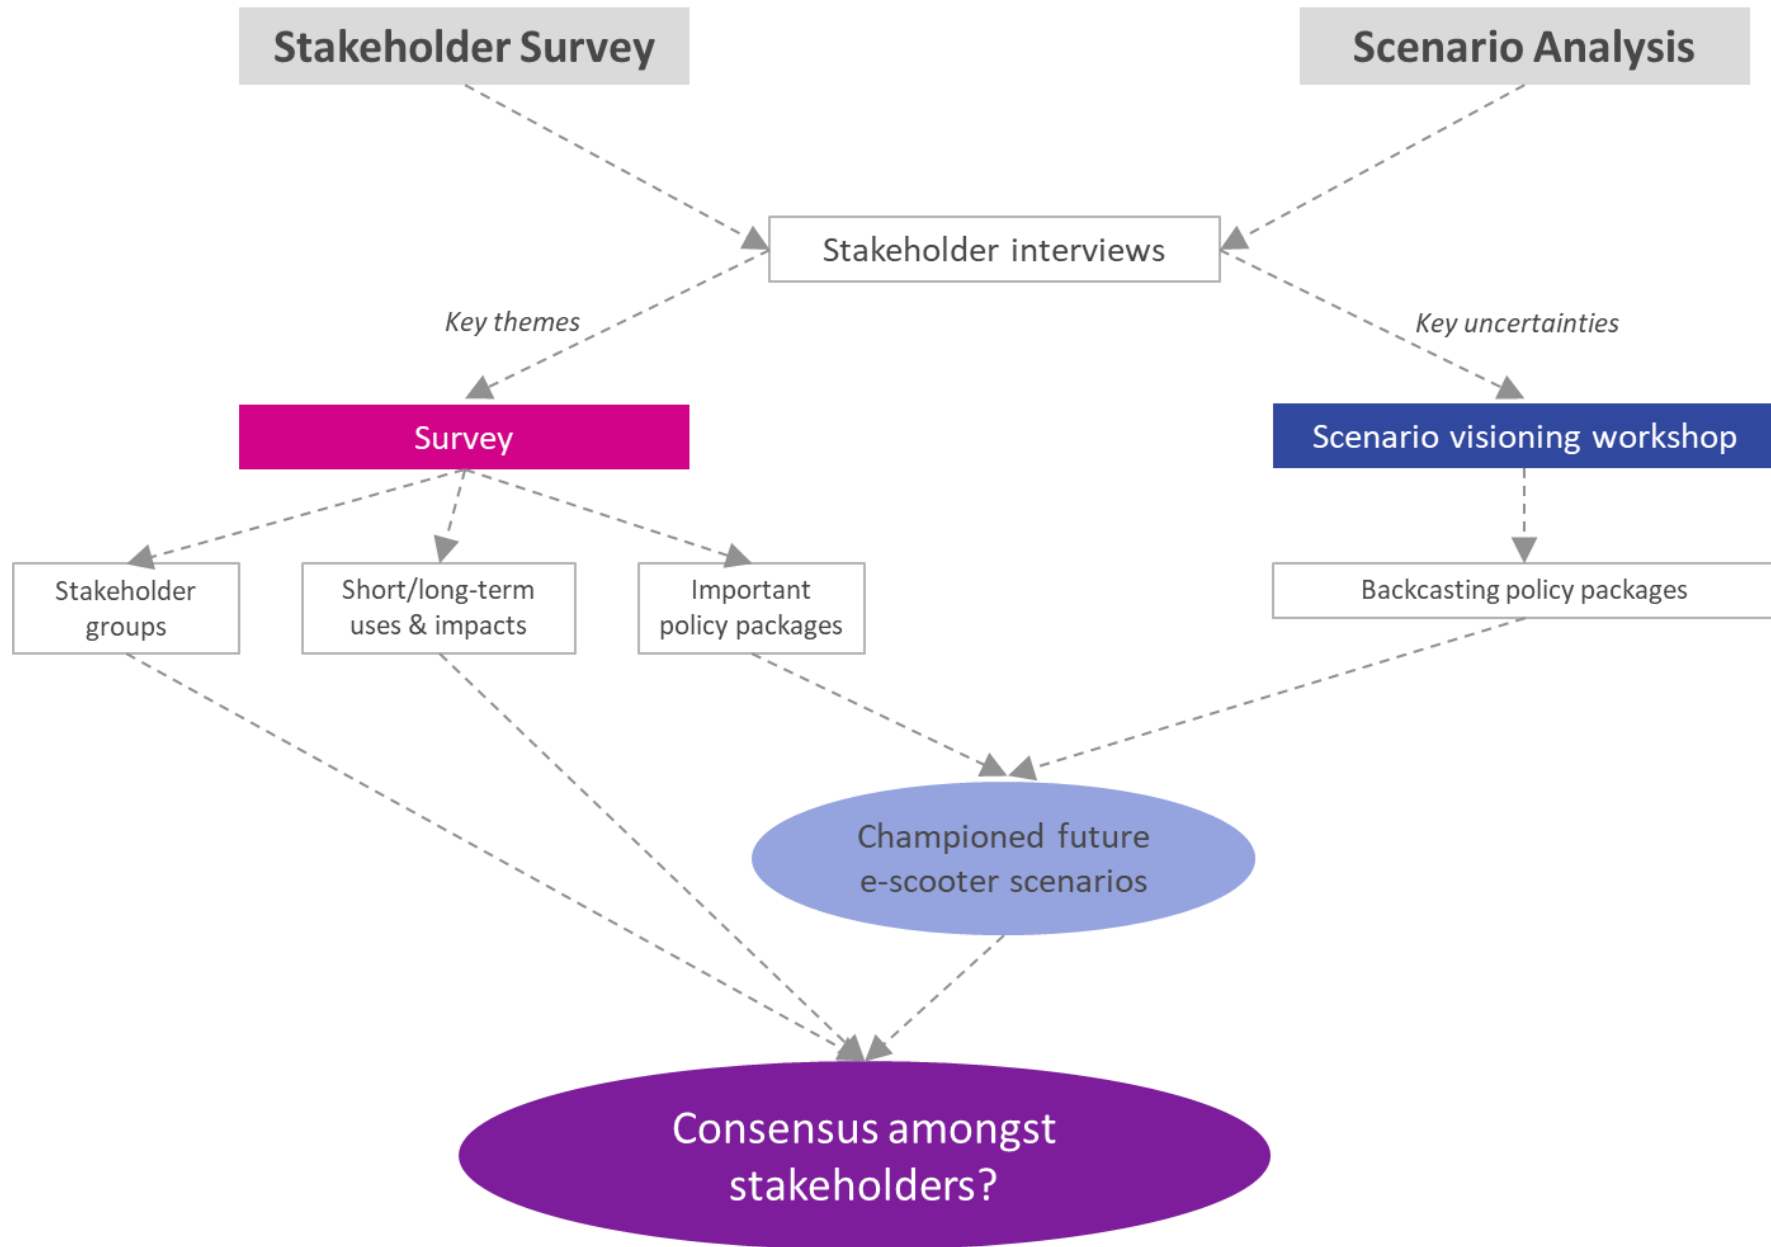 Stakeholder Survey
Scenario Analysis
Stakeholder interviews
Key themes
Key uncertainties
Survey
Scenario visioning workshop
Stakeholder
groups
Short/long-term
uses & impacts
Important
policy packages
Backcasting policy packages
Championed future
e-scooter scenarios
Consensus amongst
stakeholders?